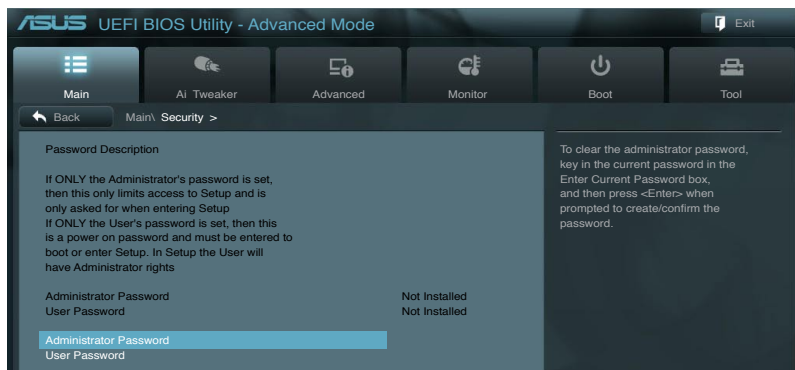 ASUS UEFI BIOS Utility - Advanced Mode
Exit
Main
Ai Tweaker
Advanced
Monitor
Boot
Tool
Back
Main\ Security >
Password Description
If ONLY the Administrator's password is set,
then this only limits access to Setup and is
only asked for when entering Setup
If ONLY the User's password is set, then this
is a power on password and must be entered to
boot or enter Setup. In Setup the User will
have Administrator rights
Administrator Password Not Installed
User Password Not Installed
Administrator Password
User Password
To clear the administrator password,
key in the current password in the
Enter Current Password box,
and then press <Enter> when
prompted to create/confirm the
password.